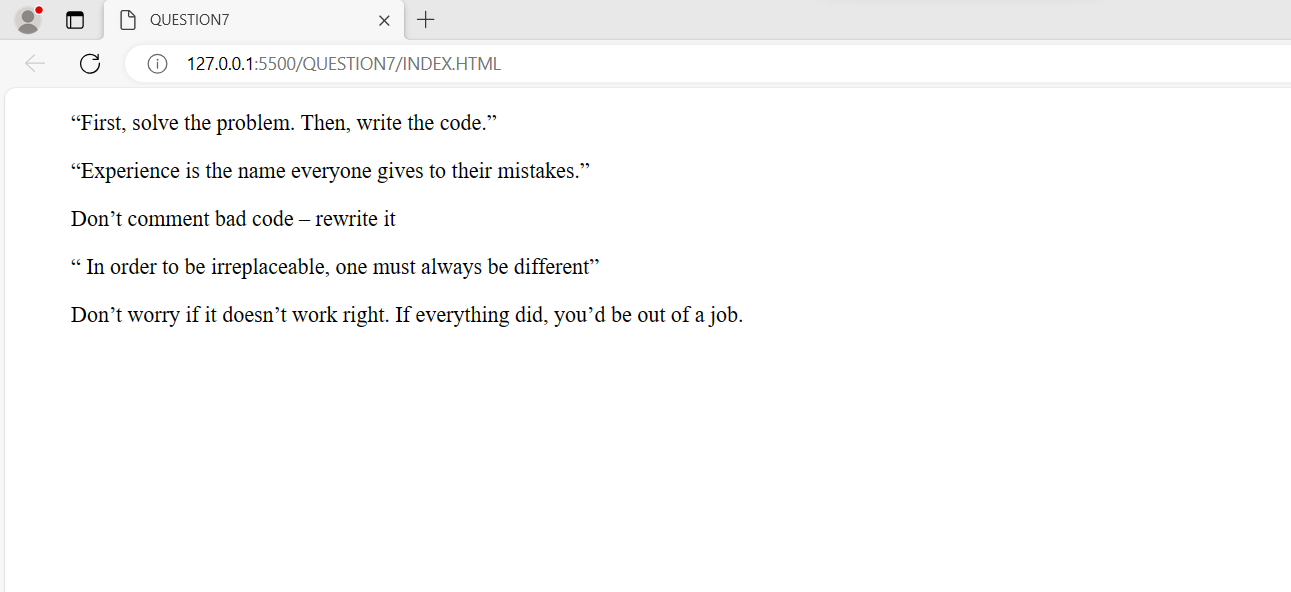 QUESTION7
127.0.0.1:5500/QUESTION7/INDEX.HTML
“First, solve the problem. Then, write the code.”
“Experience is the name everyone gives to their mistakes.”
Don’t comment bad code – rewrite it
“ In order to be irreplaceable, one must always be different”
Don’t worry if it doesn’t work right. If everything did, you’d be out of a job.